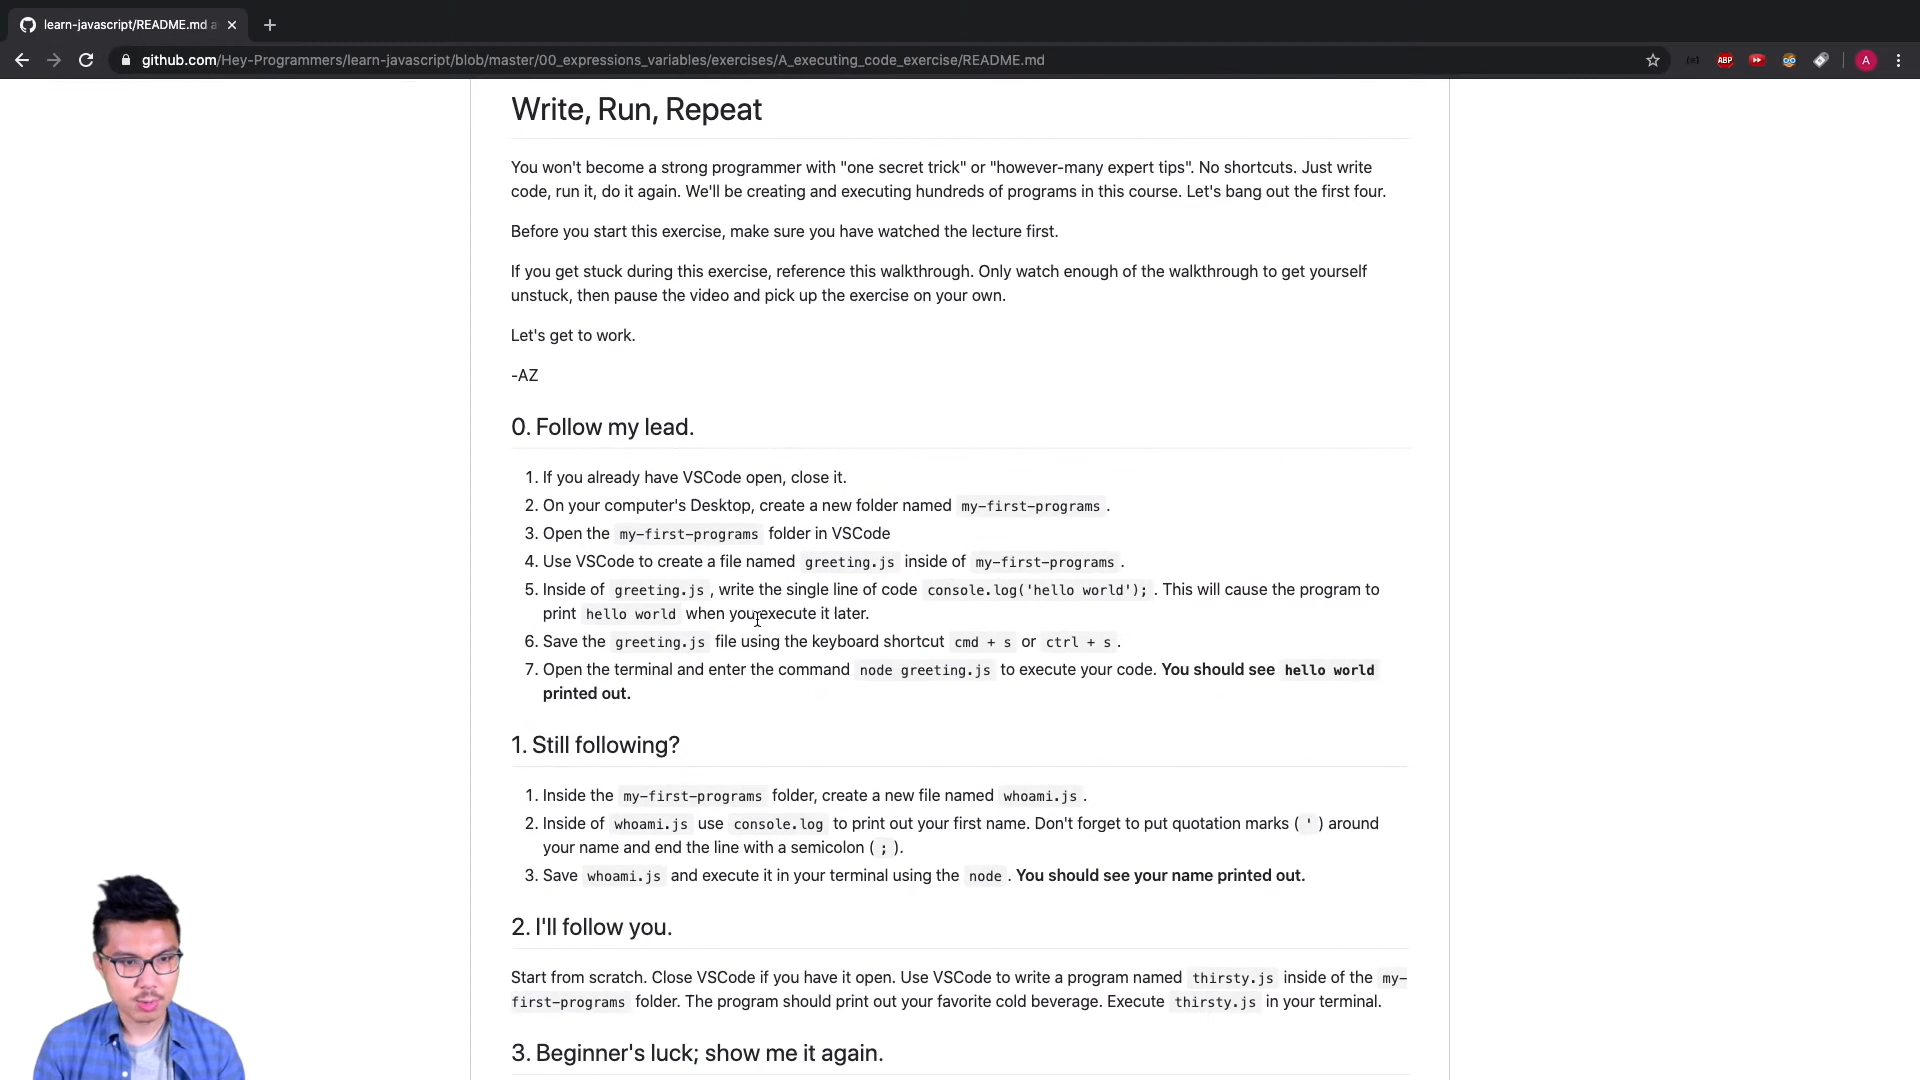 learn-javascript/README.md a
github.com/Hey-Programmers/learn-javascript/blob/master/00_expressions_variables/exercises/A_executing_code_exercise/README.md
ABP
A
Write, Run, Repeat
You won't become a strong programmer with "one secret trick" or "however-many expert tips". No shortcuts. Just write
code, run it, do it again. We'll be creating and executing hundreds of programs in this course. Let's bang out the first four.
Before you start this exercise, make sure you have watched the lecture first.
If you get stuck during this exercise, reference this walkthrough. Only watch enough of the walkthrough to get yourself
unstuck, then pause the video and pick up the exercise on your own.
Let's get to work.
-AZ
0. Follow my lead.
1. If you already have VSCode open, close it.
2. On your computer's Desktop, create a new folder named my-first-programs .
3. Open the my-first-programs folder in VSCode
4. Use VSCode to create a file named greeting.js inside of my-first-programs .
5. Inside of greeting.js , write the single line of code console.log('hello world'); . This will cause the program to
print hello world when you execute it later.
6. Save the greeting.js file using the keyboard shortcut cmd + s or ctrl + s .
7. Open the terminal and enter the command node greeting.js to execute your code. You should see hello world
printed out.
1. Still following?
1. Inside the my-first-programs folder, create a new file named whoami.js .
2. Inside of whoami.js use console.log to print out your first name. Don't forget to put quotation marks ( ' ) around
your name and end the line with a semicolon ( ; ).
3. Save whoami.js and execute it in your terminal using the node . You should see your name printed out.
2. I'll follow you.
Start from scratch. Close VSCode if you have it open. Use VSCode to write a program named thirsty.js inside of the my-
first-programs folder. The program should print out your favorite cold beverage. Execute thirsty.js in your terminal.
3. Beginner's luck; show me it again.